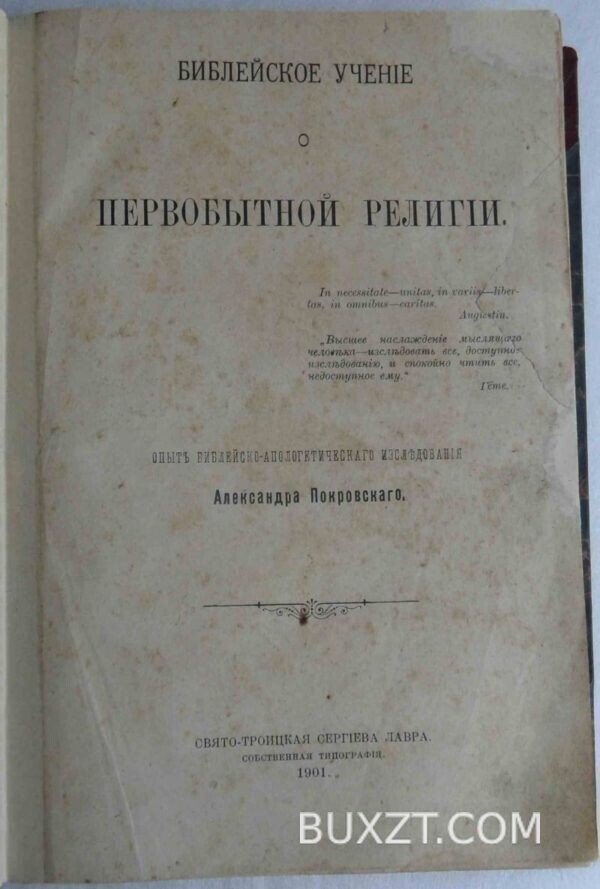 БИБЛЕЙСКОЕ УЧЕНІЕ
О
ПЕРВОБЫТНОЙ РЕЛИГІИ.
In necessitate—unitas, in variis—liber-
tas, in omnibus—caritas.
Augustin.
„Высшее наслажденіе мыслящаго
человѣка—изслѣдовать все, доступное
изслѣдованію, и спокойно чтить все,
недоступное ему.“
Гёте.
ОПЫТЪ БИБЛЕЙСКО-АПОЛОГЕТИЧЕСКАГО ИЗСЛѢДОВАНІЯ
Александра Покровскаго.
СВЯТО-ТРОИЦКАЯ СЕРГІЕВА ЛАВРА.
СОБСТВЕННАЯ ТИПОГРАФІЯ.
1901.
BUXZT.COM